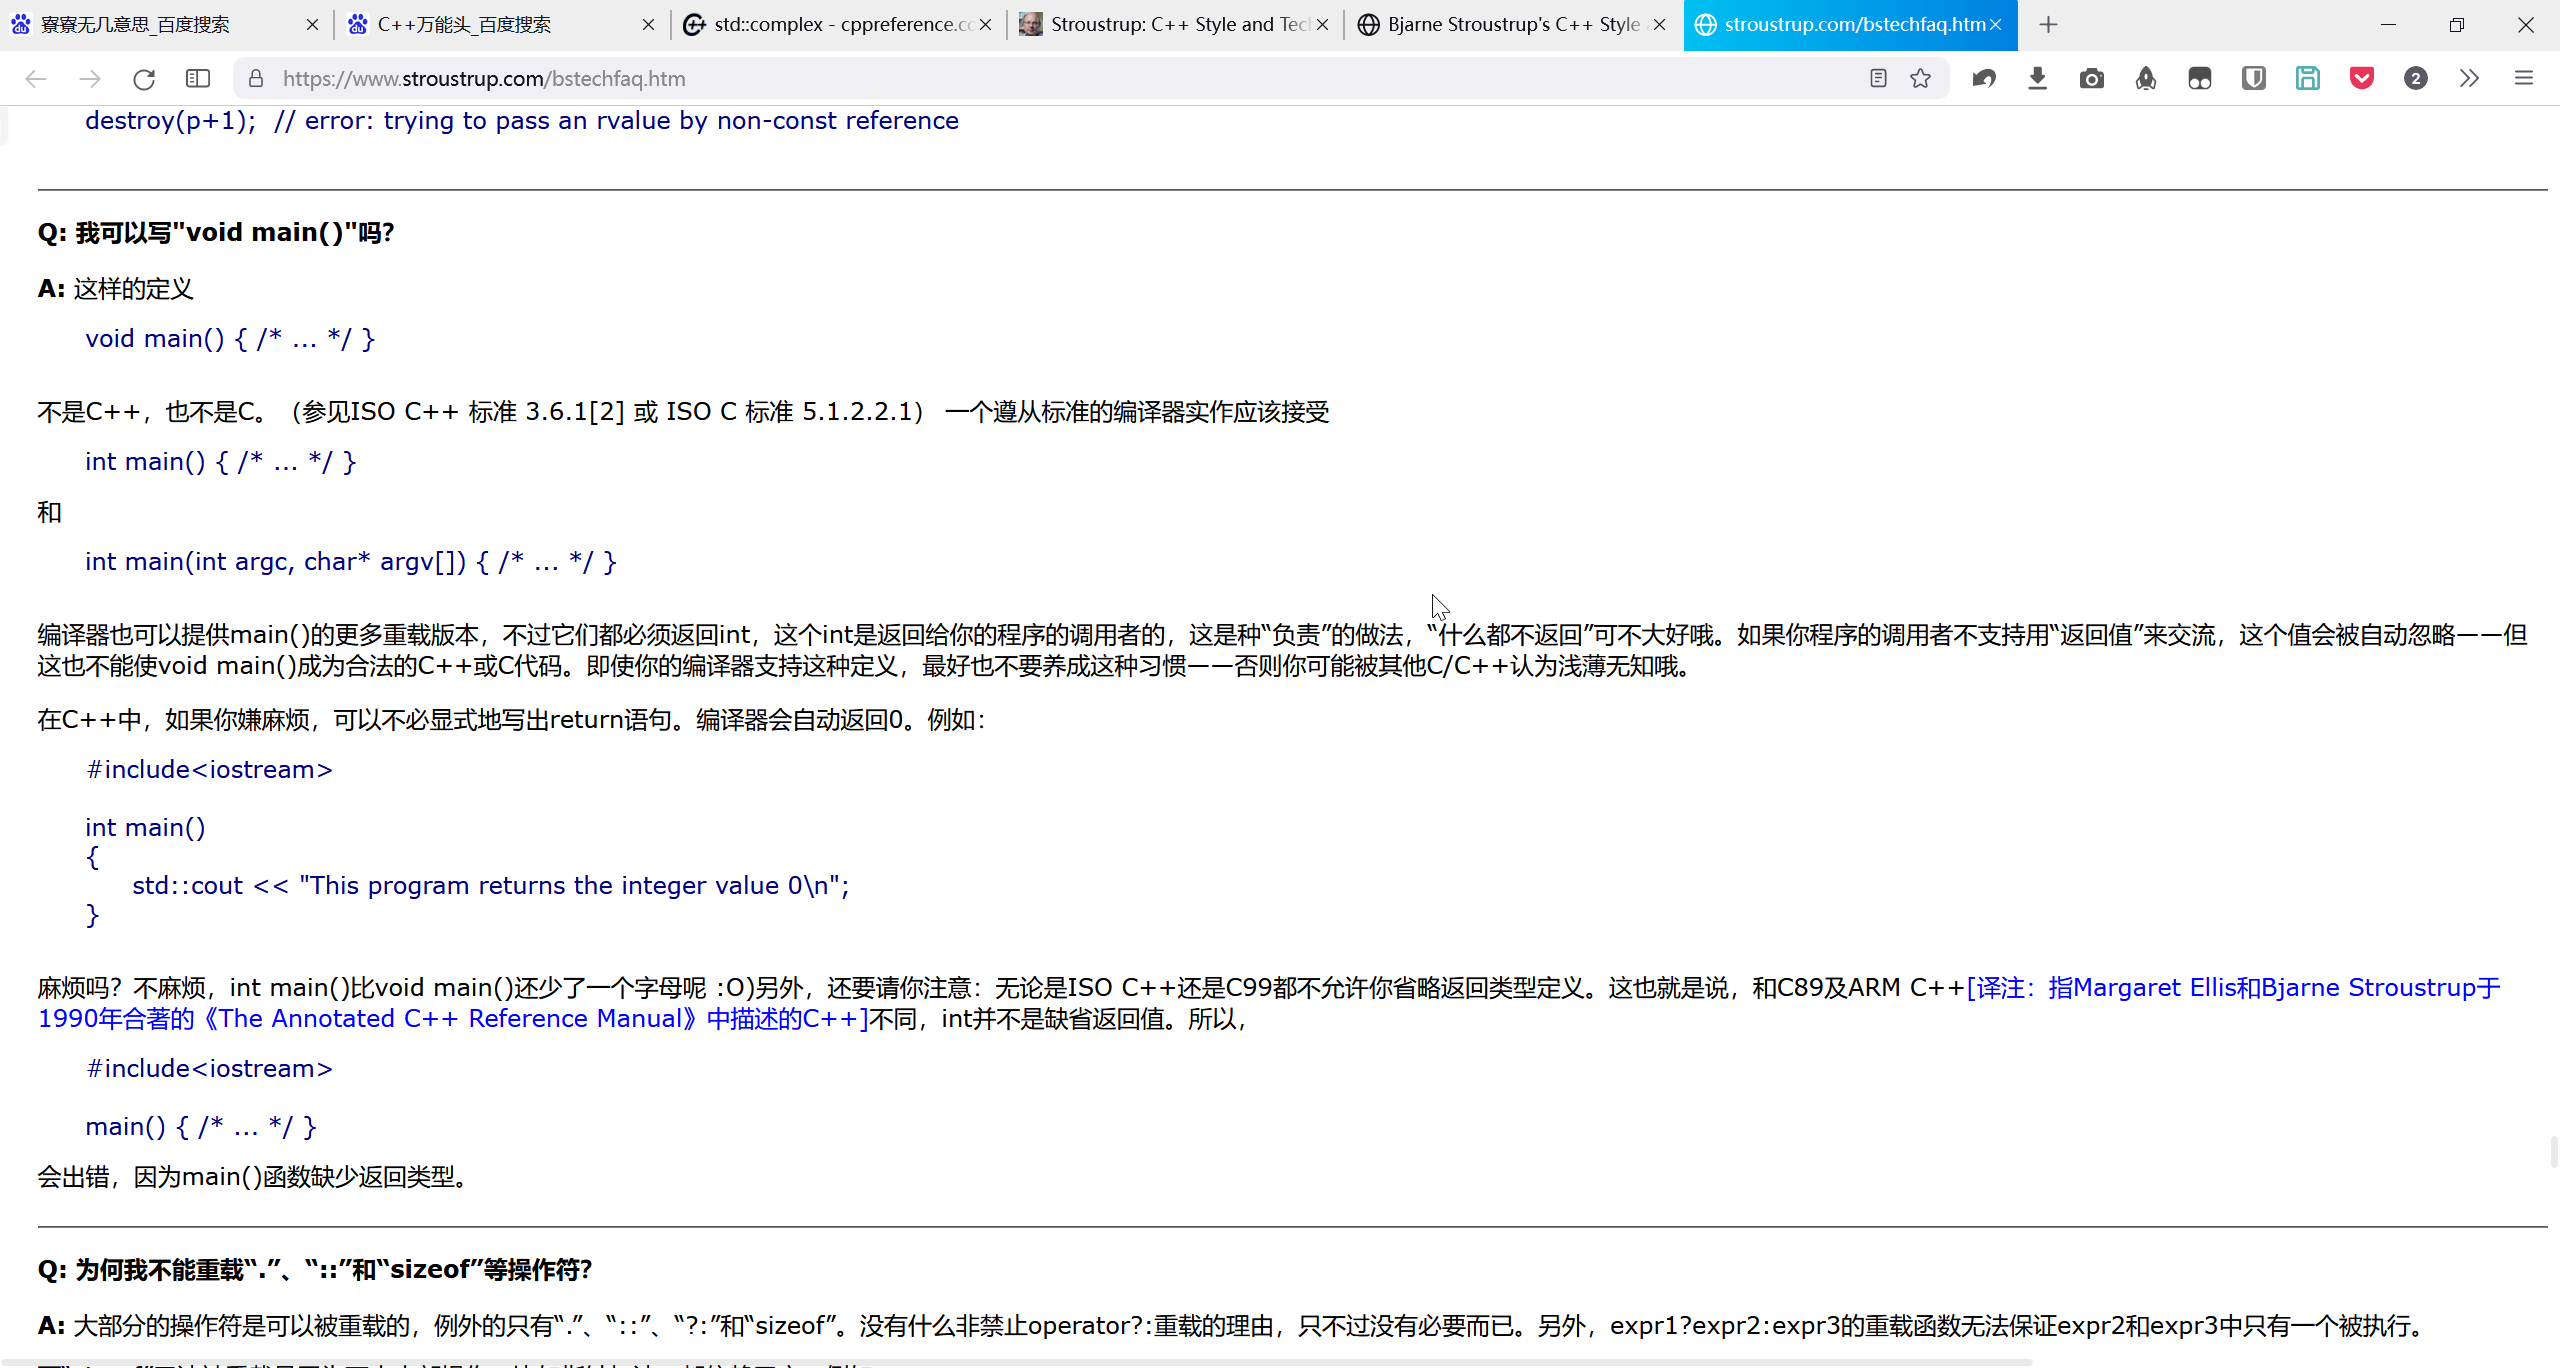 寮寮无几意思_百度搜索
C++万能头_百度搜索
std::complex - cppreference.co
Stroustrup: C++ Style and Tec
Bjarne Stroustrup's C++ Style
stroustrup.com/bstechfaq.htm
https://www.stroustrup.com/bstechfaq.htm
2
destroy(p+1);  // error: trying to pass an rvalue by non-const reference
Q: 我可以写"void main()"吗？
A: 这样的定义
void main() { /* ... */ }
不是C++，也不是C。（参见ISO C++ 标准 3.6.1[2] 或 ISO C 标准 5.1.2.2.1） 一个遵从标准的编译器实作应该接受
int main() { /* ... */ }
和
int main(int argc, char* argv[]) { /* ... */ }
编译器也可以提供main()的更多重载版本，不过它们都必须返回int，这个int是返回给你的程序的调用者的，这是种“负责”的做法，“什么都不返回”可不大好哦。如果你程序的调用者不支持用“返回值”来交流，这个值会被自动忽略——但
这也不能使void main()成为合法的C++或C代码。即使你的编译器支持这种定义，最好也不要养成这种习惯——否则你可能被其他C/C++认为浅薄无知哦。
在C++中，如果你嫌麻烦，可以不必显式地写出return语句。编译器会自动返回0。例如：
#include<iostream>
int main()
{
std::cout << "This program returns the integer value 0\n";
}
麻烦吗？不麻烦，int main()比void main()还少了一个字母呢 :O)另外，还要请你注意：无论是ISO C++还是C99都不允许你省略返回类型定义。这也就是说，和C89及ARM C++[译注：指Margaret Ellis和Bjarne Stroustrup于
1990年合著的《The Annotated C++ Reference Manual》中描述的C++]不同，int并不是缺省返回值。所以，
#include<iostream>
main() { /* ... */ }
会出错，因为main()函数缺少返回类型。
Q: 为何我不能重载“.”、“::”和“sizeof”等操作符？
A: 大部分的操作符是可以被重载的，例外的只有“.”、“::”、“?:”和“sizeof”。没有什么非禁止operator?:重载的理由，只不过没有必要而已。另外，expr1?expr2:expr3的重载函数无法保证expr2和expr3中只有一个被执行。